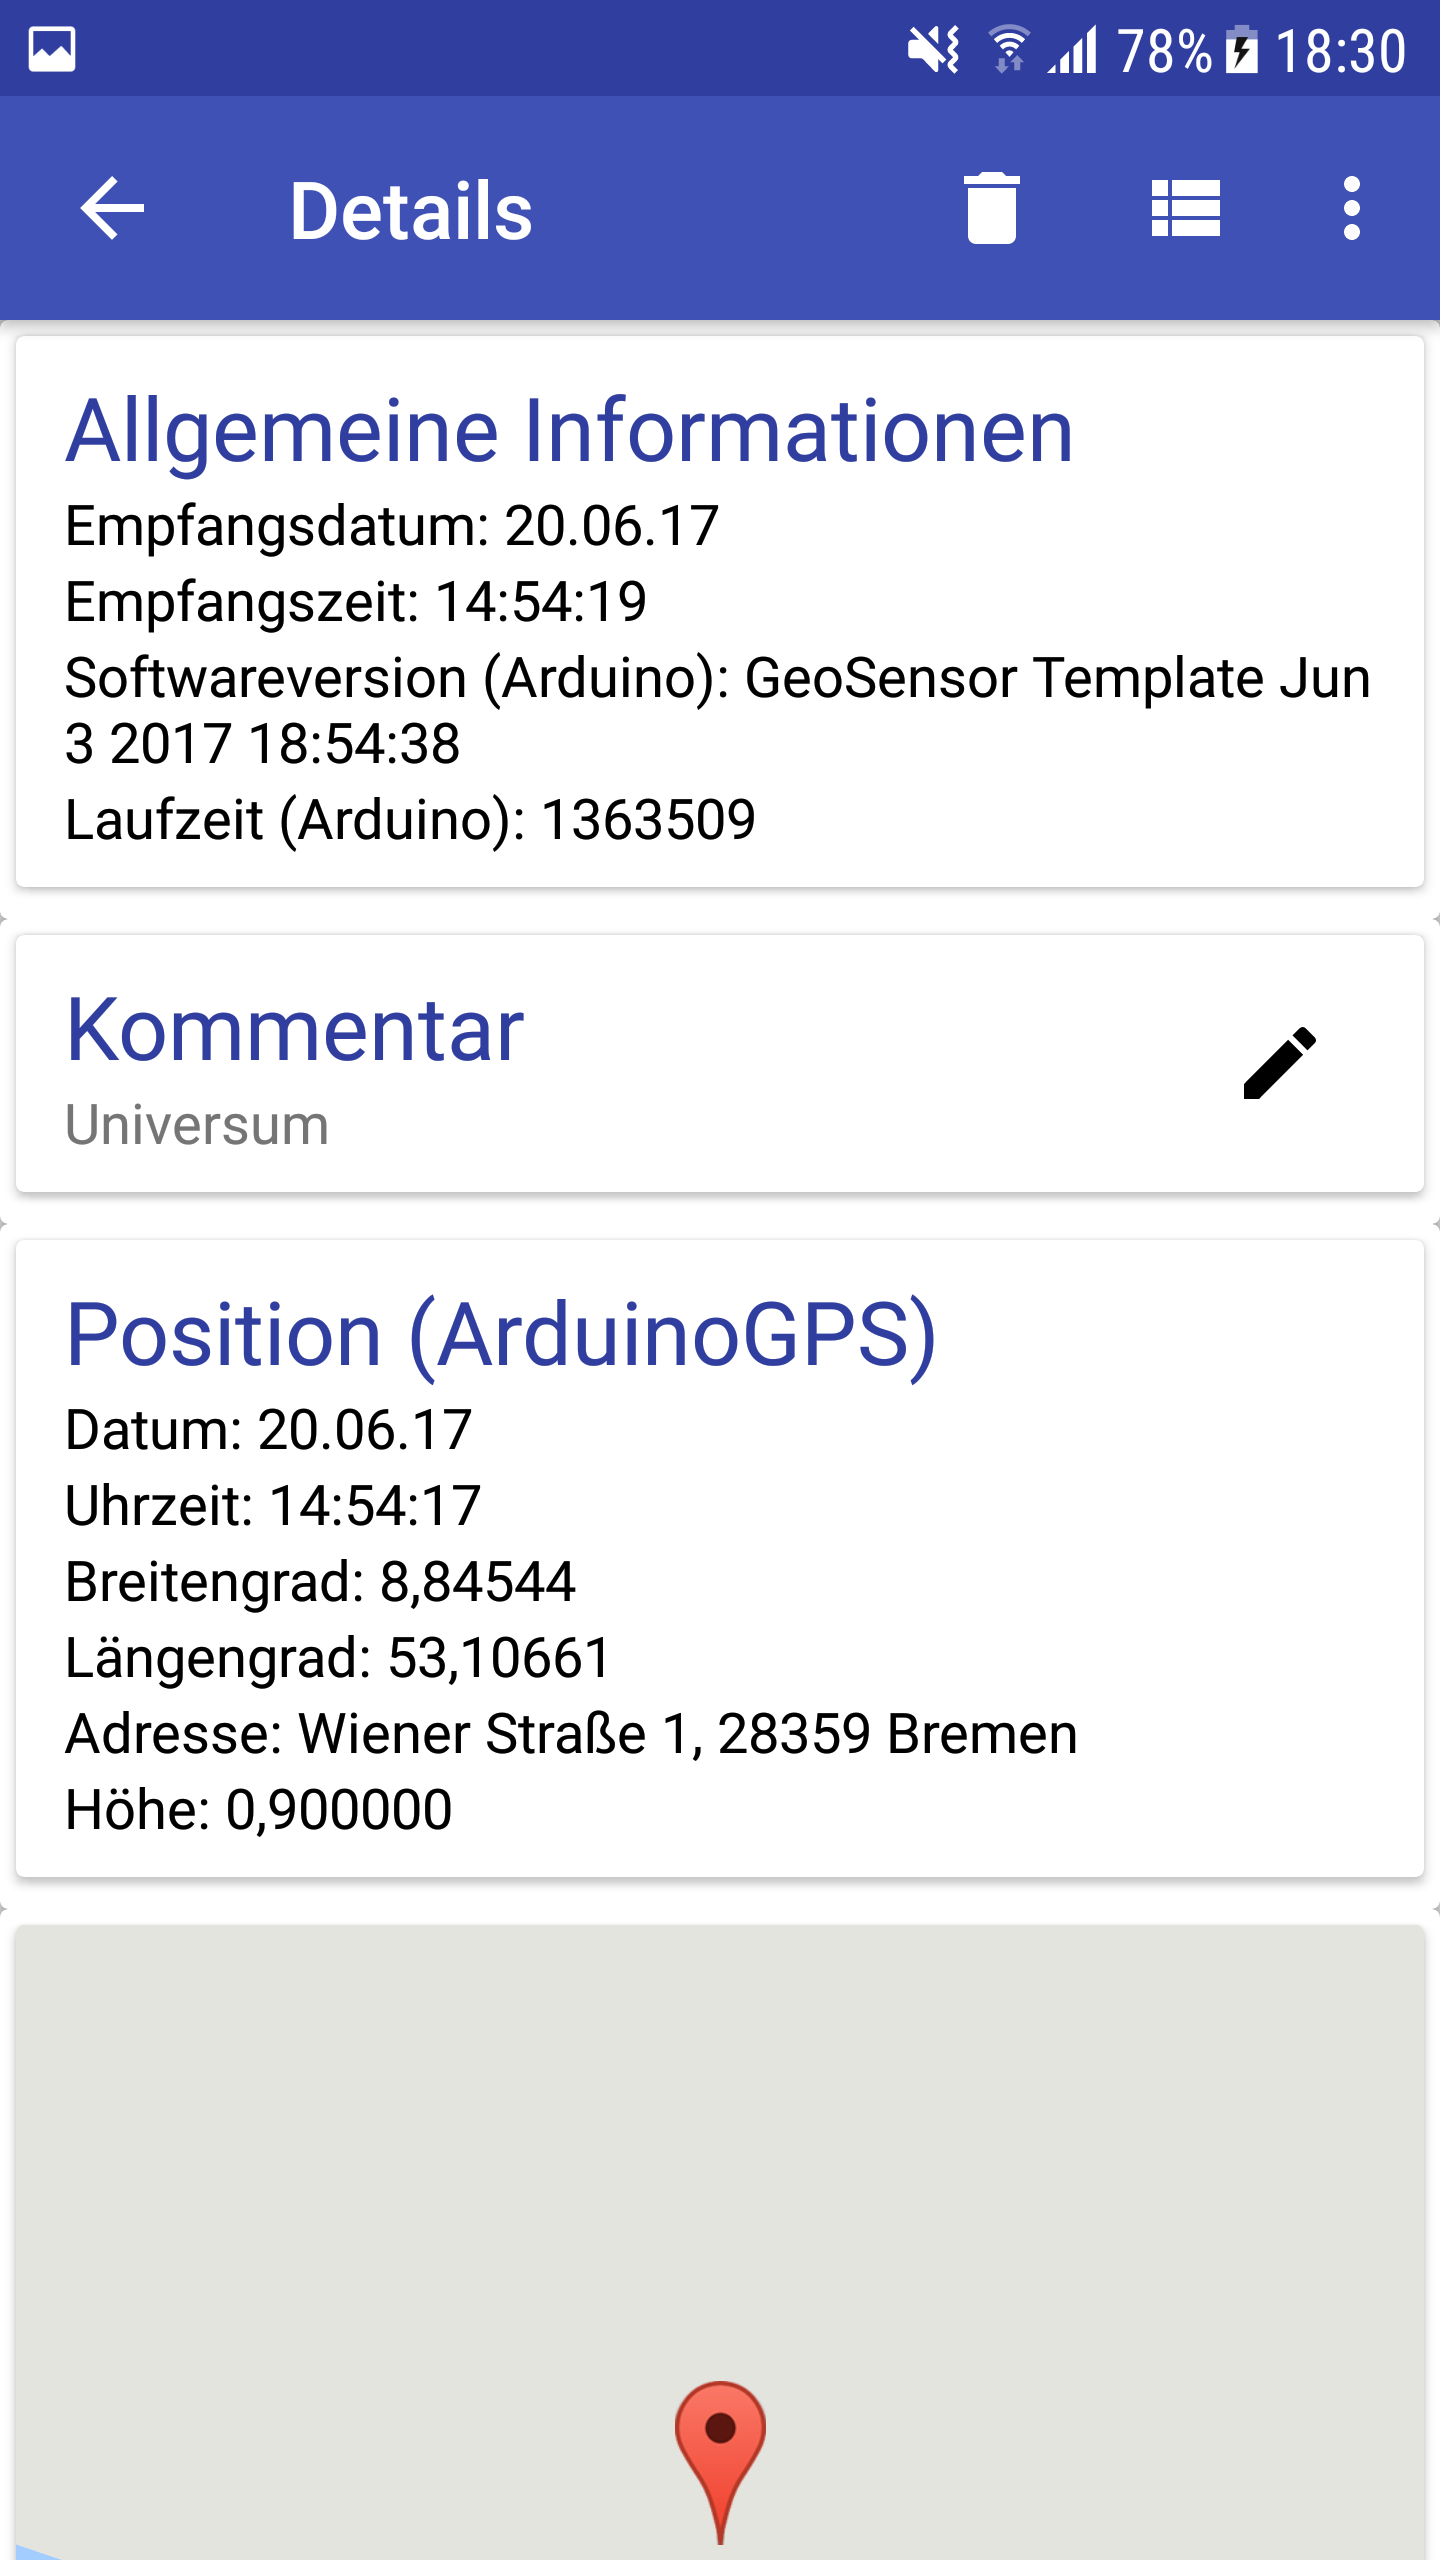 78% 18:30
Details
Allgemeine Informationen
Empfangsdatum: 20.06.17
Empfangszeit: 14:54:19
Softwareversion (Arduino): GeoSensor Template Jun
3 2017 18:54:38
Laufzeit (Arduino): 1363509
Kommentar
Universum
Position (ArduinoGPS)
Datum: 20.06.17
Uhrzeit: 14:54:17
Breitengrad: 8,84544
Längengrad: 53,10661
Adresse: Wiener Straße 1, 28359 Bremen
Höhe: 0,900000